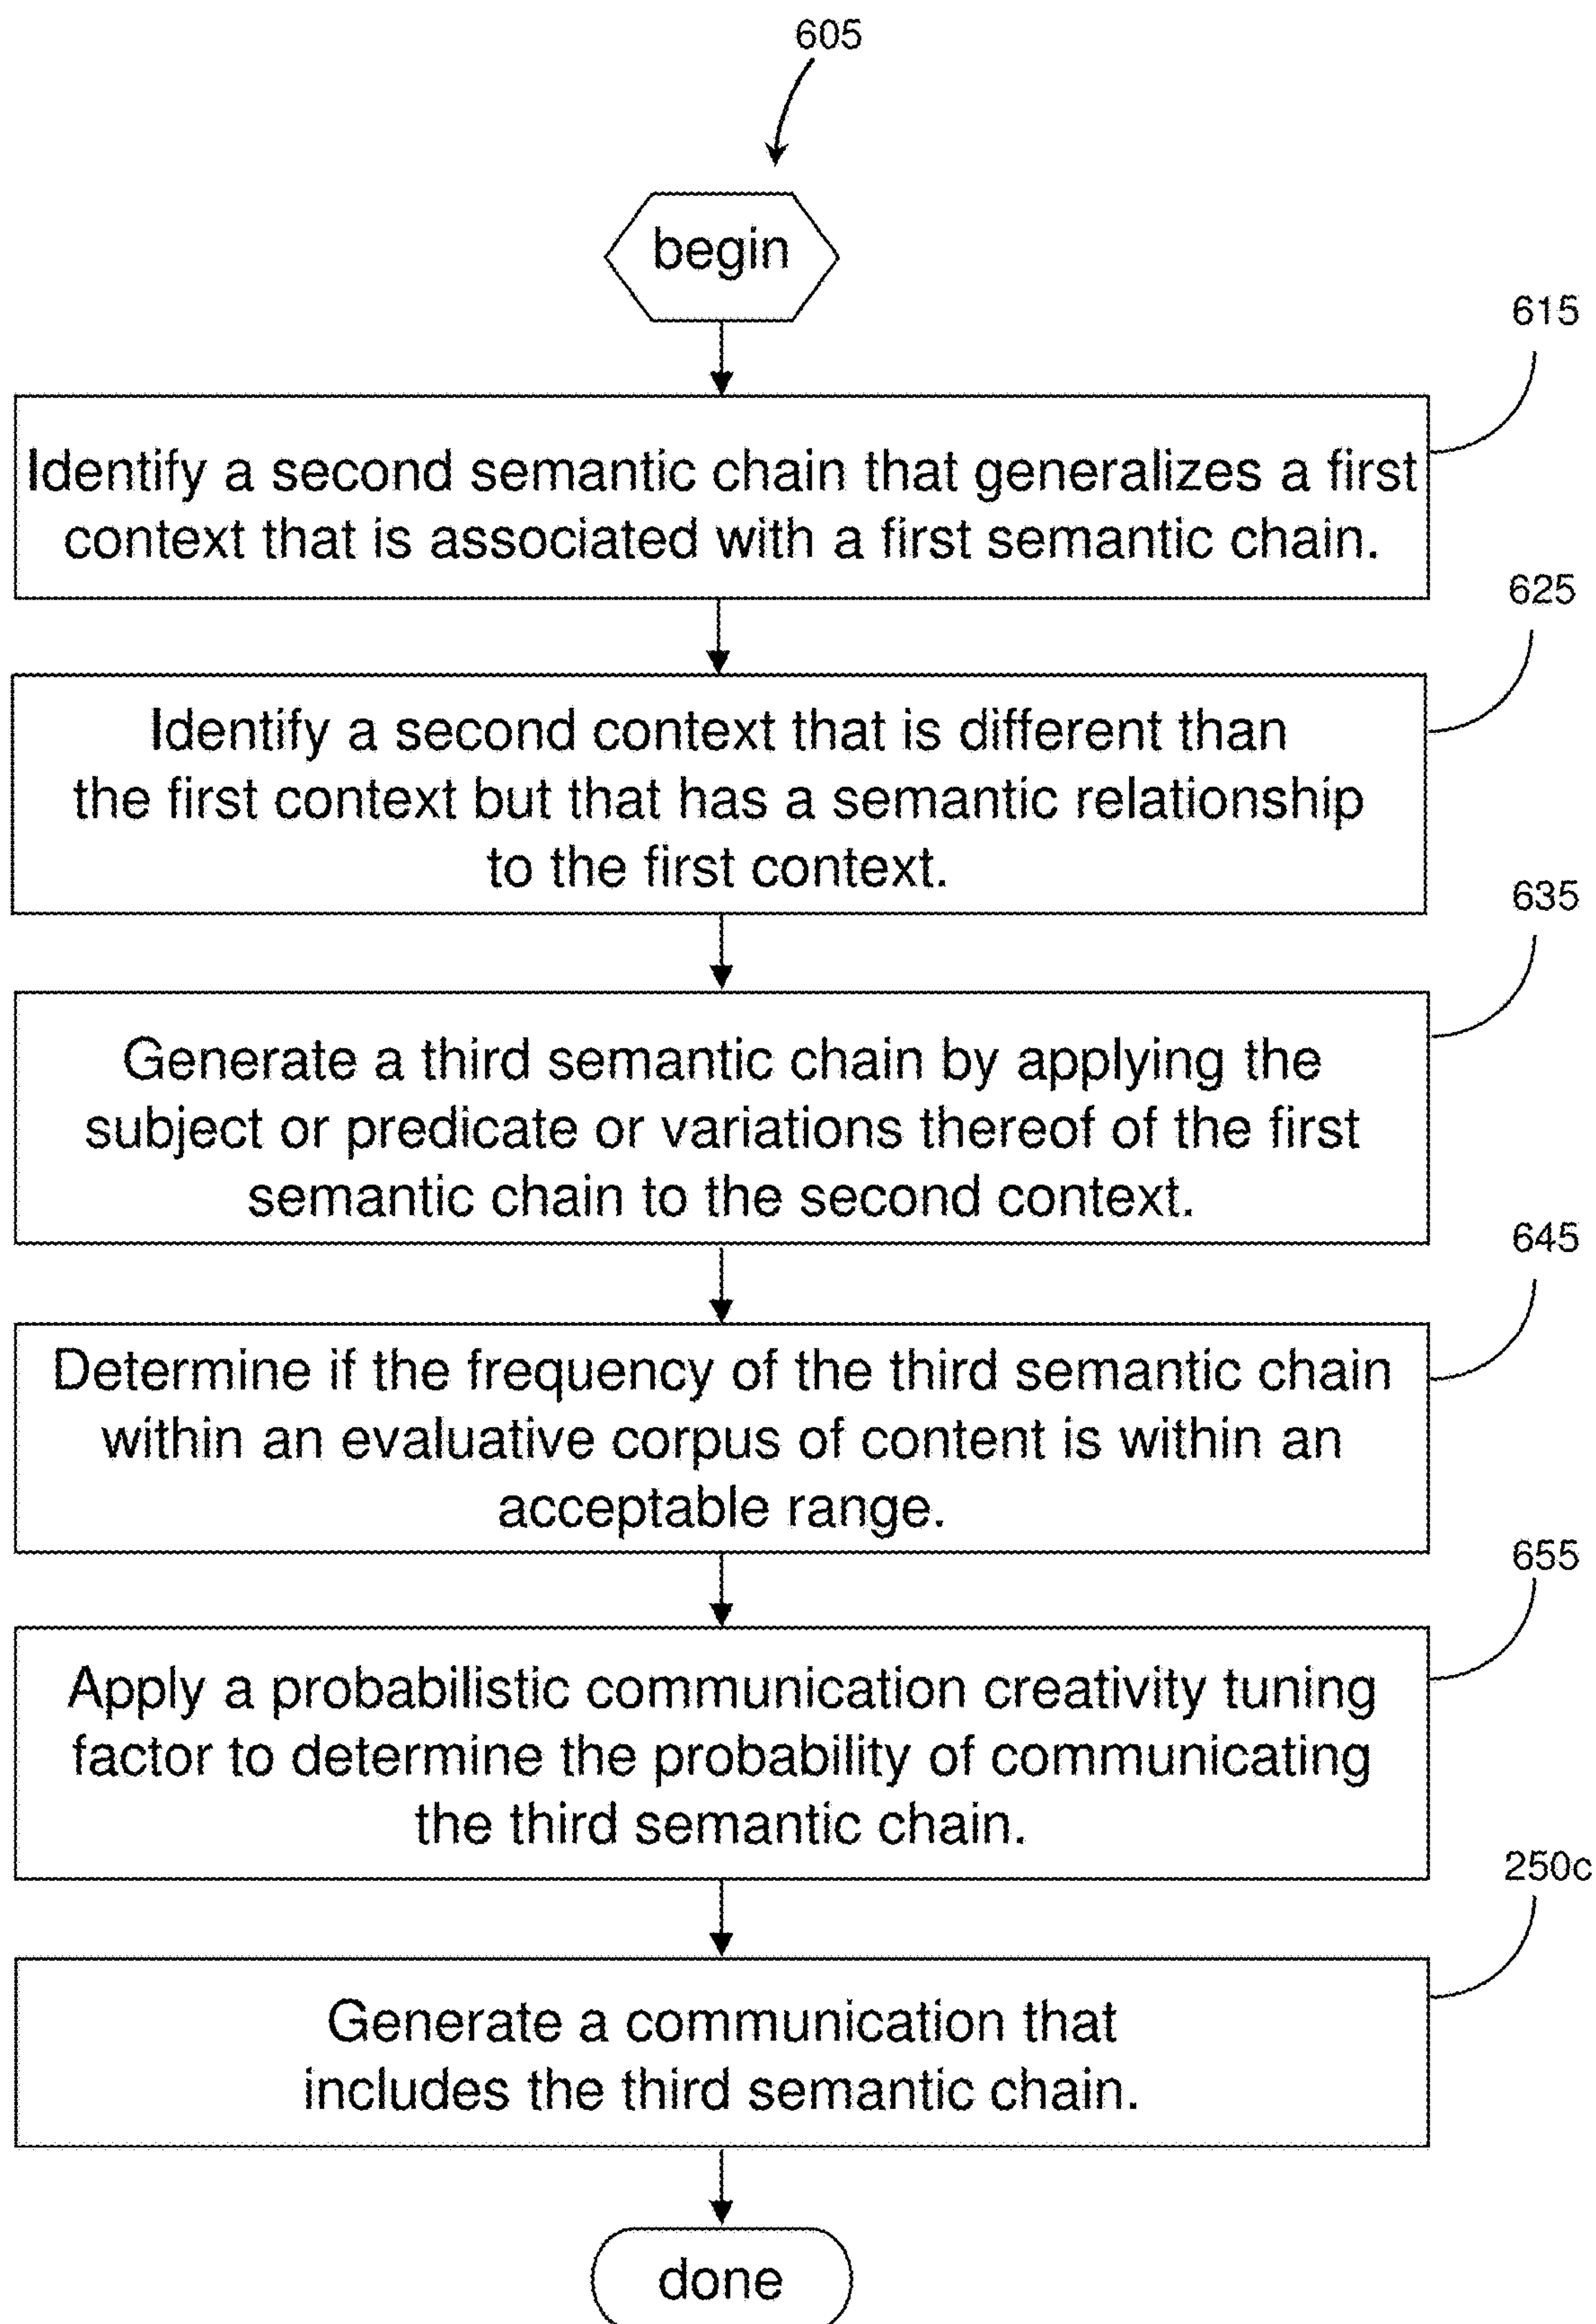 605
begin
615
Identify a second semantic chain that generalizes a first
context that is associated with a first semantic chain.
625
Identify a second context that is different than
the first context but that has a semantic relationship
to the first context.
635
Generate a third semantic chain by applying the
subject or predicate or variations thereof of the first
semantic chain to the second context.
645
Determine if the frequency of the third semantic chain
within an evaluative corpus of content is within an
acceptable range.
655
Apply a probabilistic communication creativity tuning
factor to determine the probability of communicating
the third semantic chain.
250c
Generate a communication that
includes the third semantic chain.
done